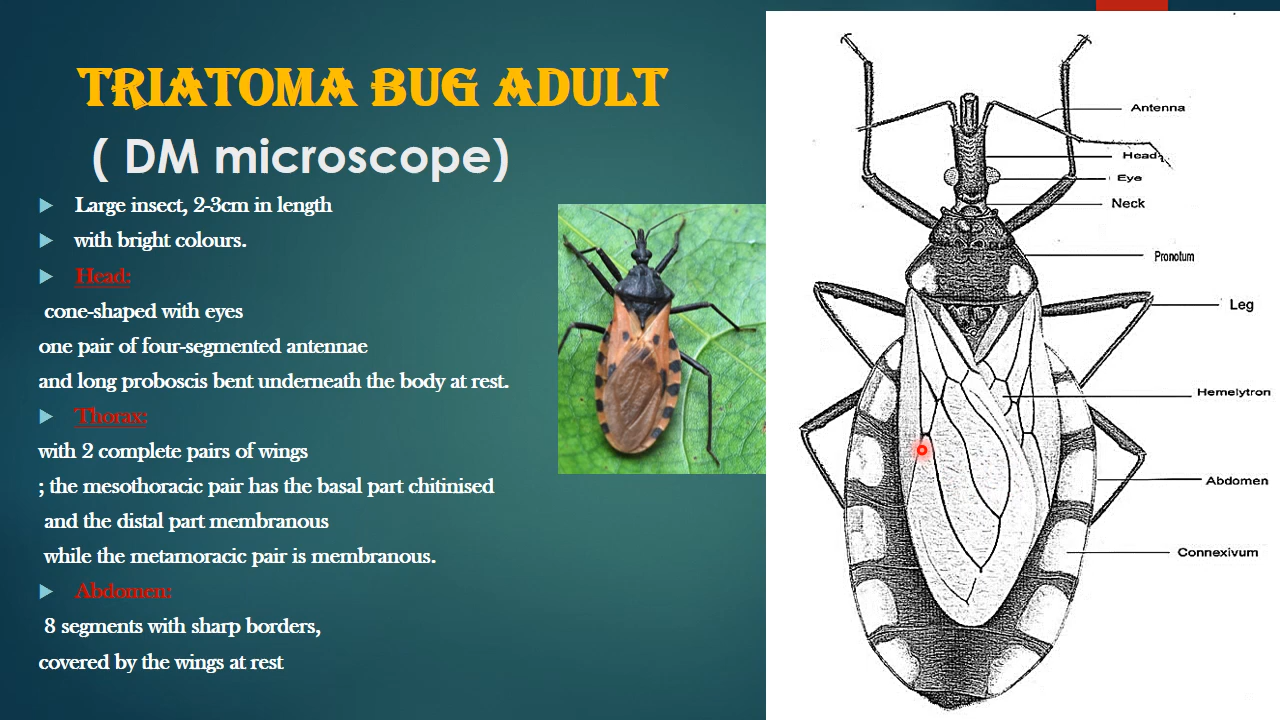 TRIATOMA BUG ADULT
( DM microscope)
Large insect, 2-3cm in length
with bright colours.
Head:
cone-shaped with eyes
one pair of four-segmented antennae
and long proboscis bent underneath the body at rest.
Thorax:
with 2 complete pairs of wings
; the mesothoracic pair has the basal part chitinised
and the distal part membranous
while the metamoracic pair is membranous.
Abdomen:
8 segments with sharp borders,
covered by the wings at rest
Antenna
Head
Eye
Neck
Pronotum
Leg
Hemelytron
Abdomen
Connexivum